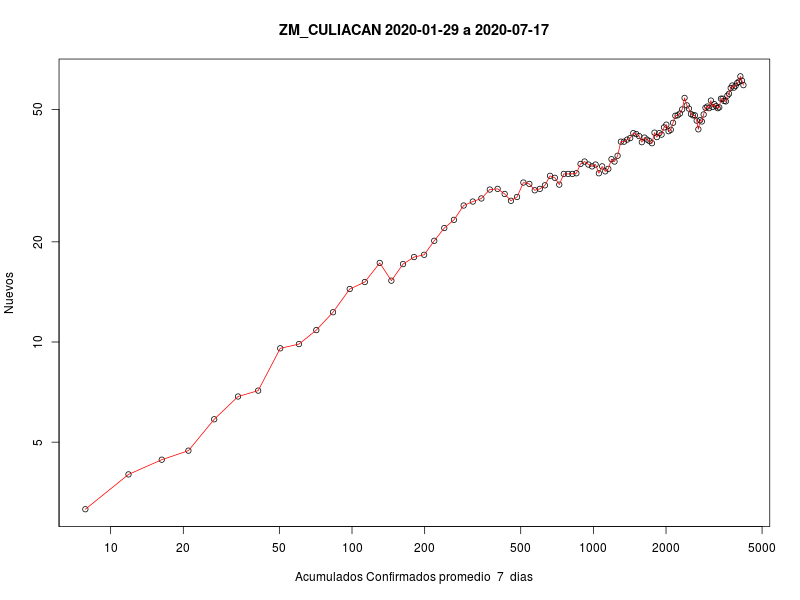 ZM_CULIACAN 2020-01-29 a 2020-07-17
Nuevos
50
20
10
5
10 20 50 100 200 500 1000 2000 5000
Acumulados Confirmados promedio 7 dias